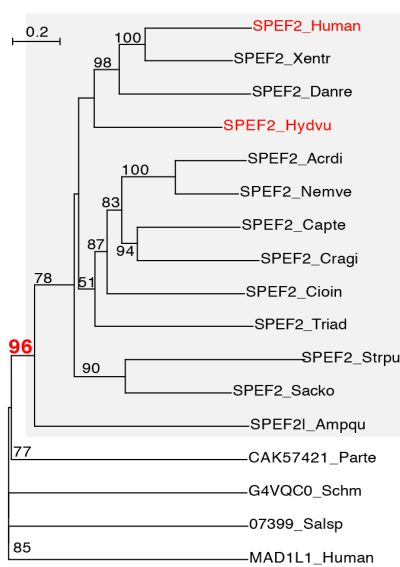 0.2
SPEF2_Human
100
SPEF2_Xentr
98
SPEF2_Danre
SPEF2_Hydvu
SPEF2_Acrdi
100
SPEF2_Nemve
83
SPEF2_Capte
87
94
SPEF2_Cragi
78
51
SPEF2_Cioin
SPEF2_Triad
96
SPEF2_Strpu
90
SPEF2_Sacko
SPEF2l_Ampqu
77
CAK57421_Parte
G4VQC0_Schm
07399_Salsp
85
MAD1L1_Human